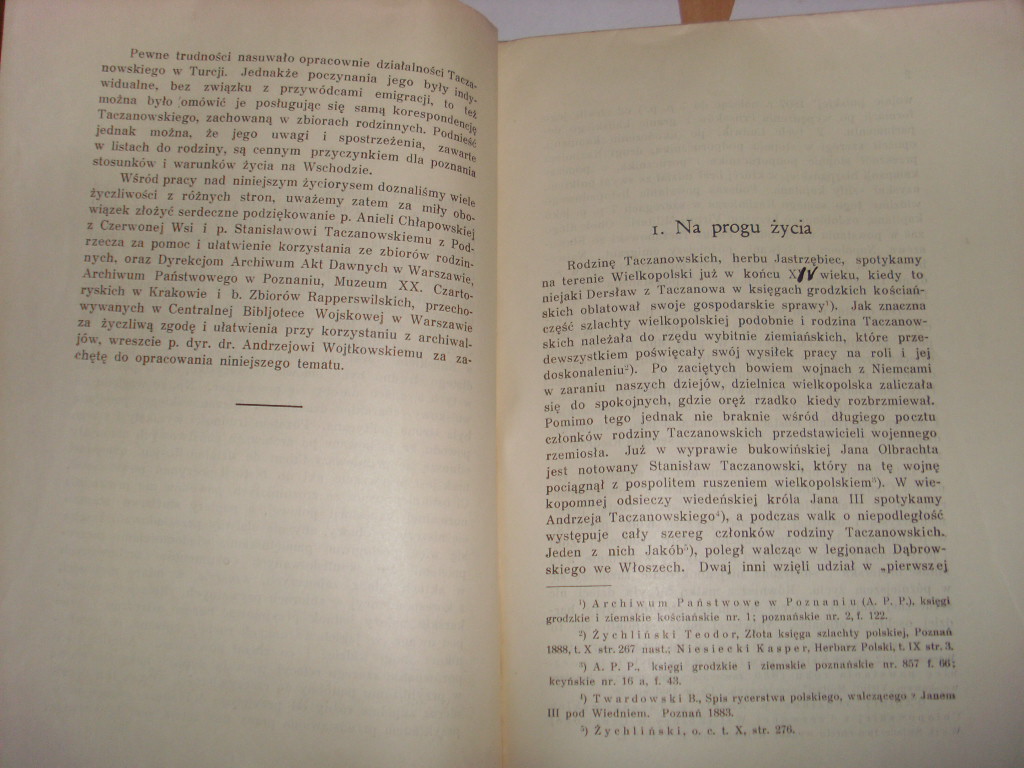 Pewne trudności nasuwało opracownie działalności Tacza-
nowskiego w Turcji. Jednakże poczynania jego były indy-
widualne, bez związku z przywódcami emigracji, to też
można było omówić je posługując się samą korespondencję
Taczanowskiego, zachowaną w zbiorach rodzinnych. Podnieść
jednak można, że jego uwagi i spostrzeżenia, zawarte
w listach do rodziny, są cennym przyczynkiem dla poznania
stosunków i warunków życia na Wschodzie.
Wśród pracy nad niniejszym życiorysem doznaliśmy wiele
życzliwości z różnych stron, uważemy zatem za miły obo-
wiązek złożyć serdeczne podziękowanie p. Anieli Chłapowskiej
z Czerwonej Wsi i p. Stanisławowi Taczanowskiemu z Pod-
rzecza za pomoc i ułatwienie korzystania ze zbiorów rodzin-
nych, oraz Dyrekcjom Archiwum Akt Dawnych w Warszawie,
Archiwum Państwowego w Poznaniu, Muzeum XX. Czarto-
ryskich w Krakowie i b. Zbiorów Rapperswilskich, przecho-
wywanych w Centralnej Bibljotece Wojskowej w Warszawie
za życzliwą zgodę i ułatwienia przy korzystaniu z archiwal-
jów, wreszcie p. dyr. dr. Andrzejowi Wojtkowskiemu za za-
chętę do opracowania niniejszego tematu.
1. Na progu życia
Rodzinę Taczanowskich, herbu Jastrzębiec, spotykamy
na terenie Wielkopolski już w końcu XIV wieku, kiedy to
niejaki Dersław z Taczanowa w księgach grodzkich kościań-
skich oblatował swoje gospodarskie sprawy¹). Jak znaczna
część szlachty wielkopolskiej podobnie i rodzina Taczanow-
skich należała do rzędu wybitnie ziemiańskich, które prze-
dewszystkiem poświęcały swój wysiłek pracy na roli i jej
doskonaleniu²). Po zaciętych bowiem wojnach z Niemcami
w zaraniu naszych dziejów, dzielnica wielkopolska zaliczała
się do spokojnych, gdzie oręż rzadko kiedy rozbrzmiewał.
Pomimo tego jednak nie braknie wśród długiego pocztu
członków rodziny Taczanowskich przedstawicieli wojennego
rzemiosła. Już w wyprawie bukowińskiej Jana Olbrachta
jest notowany Stanisław Taczanowski, który na tę wojnę
pociągnął z pospolitem ruszeniem wielkopolskiem³). W wie-
kopomnej odsieczy wiedeńskiej króla Jana III spotykamy
Andrzeja Taczanowskiego⁴), a podczas walk o niepodległość
występuje cały szereg członków rodziny Taczanowskich.
Jeden z nich Jakób⁵), poległ walcząc w legjonach Dąbrow-
skiego we Włoszech. Dwaj inni wzięli udział w „pierwszej
¹) Archiwum Państwowe w Poznaniu (A. P. P.), księgi
grodzkie i ziemskie kościańskie nr. 1; poznańskie nr. 2, f. 122.
²) Żychliński Teodor, Złota księga szlachty polskiej, Poznań
1888, t. X str. 267 nast.; Niesiecki Kasper, Herbarz Polski, t. IX str. 3.
³) A. P. P., księgi grodzkie i ziemskie poznańskie nr. 857 f. 66;
kcyńskie nr. 16 a, f. 43.
⁴) Twardowski B., Spis rycerstwa polskiego, walczącego z Janem
III pod Wiedniem. Poznań 1883.
⁵) Żychliński, o. c. t. X, str. 276.